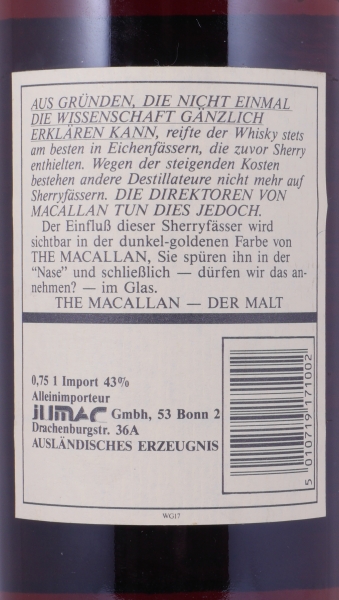 AUS GRÜNDEN, DIE NICHT EINMAL
DIE WISSENSCHAFT GÄNZLICH
ERKLÄREN KANN, reifte der Whisky stets
am besten in Eichenfässern, die zuvor Sherry
enthielten. Wegen der steigenden Kosten
bestehen andere Destillateure nicht mehr auf
Sherryfässern. DIE DIREKTOREN VON
MACALLAN TUN DIES JEDOCH.
Der Einfluß dieser Sherryfässer wird
sichtbar in der dunkel-goldenen Farbe von
THE MACALLAN, Sie spüren ihn in der
“Nase” und schließlich — dürfen wir das an-
nehmen? — im Glas.
THE MACALLAN — DER MALT
0,75 l Import 43%
Alleinimporteur
JUMAC Gmbh, 53 Bonn 2
Drachenburgstr. 36A
AUSLÄNDISCHES ERZEUGNIS
5 010719 171002
WG17